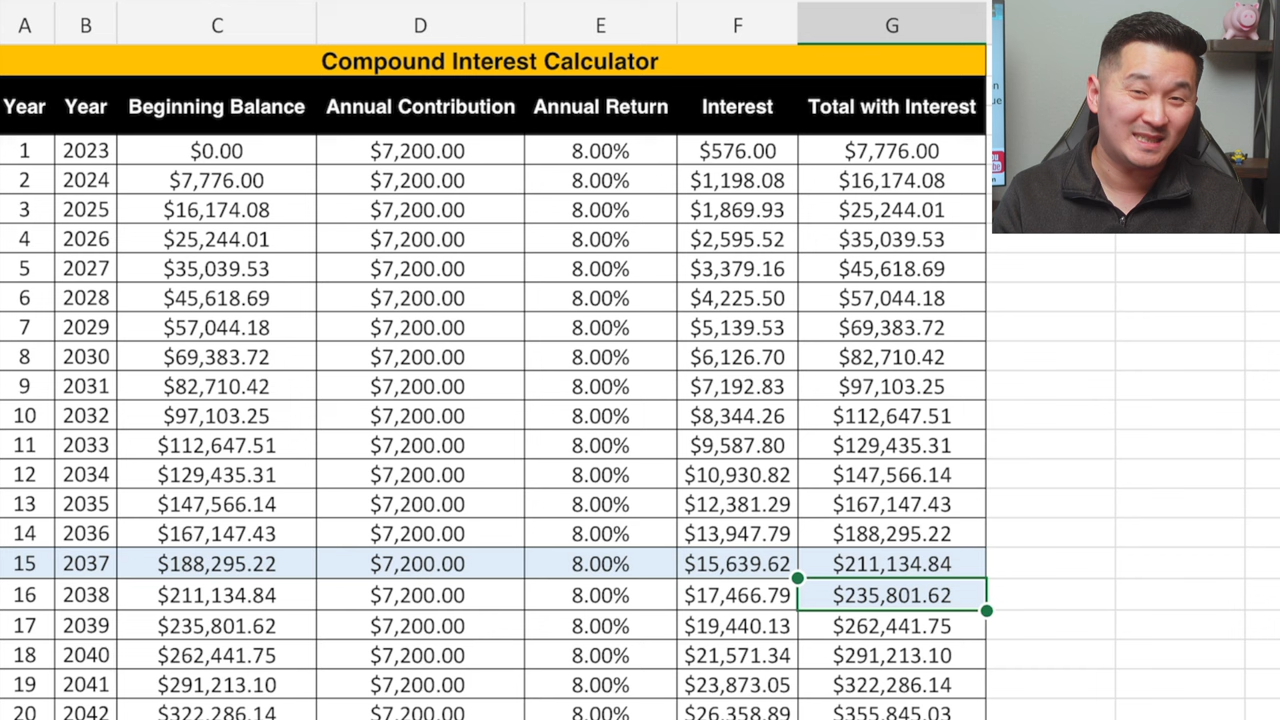 A B C D E F G
Compound Interest Calculator
Year Year Beginning Balance Annual Contribution Annual Return Interest Total with Interest
1 2023 $0.00 $7,200.00 8.00% $576.00 $7,776.00
2 2024 $7,776.00 $7,200.00 8.00% $1,198.08 $16,174.08
3 2025 $16,174.08 $7,200.00 8.00% $1,869.93 $25,244.01
4 2026 $25,244.01 $7,200.00 8.00% $2,595.52 $35,039.53
5 2027 $35,039.53 $7,200.00 8.00% $3,379.16 $45,618.69
6 2028 $45,618.69 $7,200.00 8.00% $4,225.50 $57,044.18
7 2029 $57,044.18 $7,200.00 8.00% $5,139.53 $69,383.72
8 2030 $69,383.72 $7,200.00 8.00% $6,126.70 $82,710.42
9 2031 $82,710.42 $7,200.00 8.00% $7,192.83 $97,103.25
10 2032 $97,103.25 $7,200.00 8.00% $8,344.26 $112,647.51
11 2033 $112,647.51 $7,200.00 8.00% $9,587.80 $129,435.31
12 2034 $129,435.31 $7,200.00 8.00% $10,930.82 $147,566.14
13 2035 $147,566.14 $7,200.00 8.00% $12,381.29 $167,147.43
14 2036 $167,147.43 $7,200.00 8.00% $13,947.79 $188,295.22
15 2037 $188,295.22 $7,200.00 8.00% $15,639.62 $211,134.84
16 2038 $211,134.84 $7,200.00 8.00% $17,466.79 $235,801.62
17 2039 $235,801.62 $7,200.00 8.00% $19,440.13 $262,441.75
18 2040 $262,441.75 $7,200.00 8.00% $21,571.34 $291,213.10
19 2041 $291,213.10 $7,200.00 8.00% $23,873.05 $322,286.14
20 2042 $322,286.14 $7,200.00 8.00% $26,358.89 $355,845.03